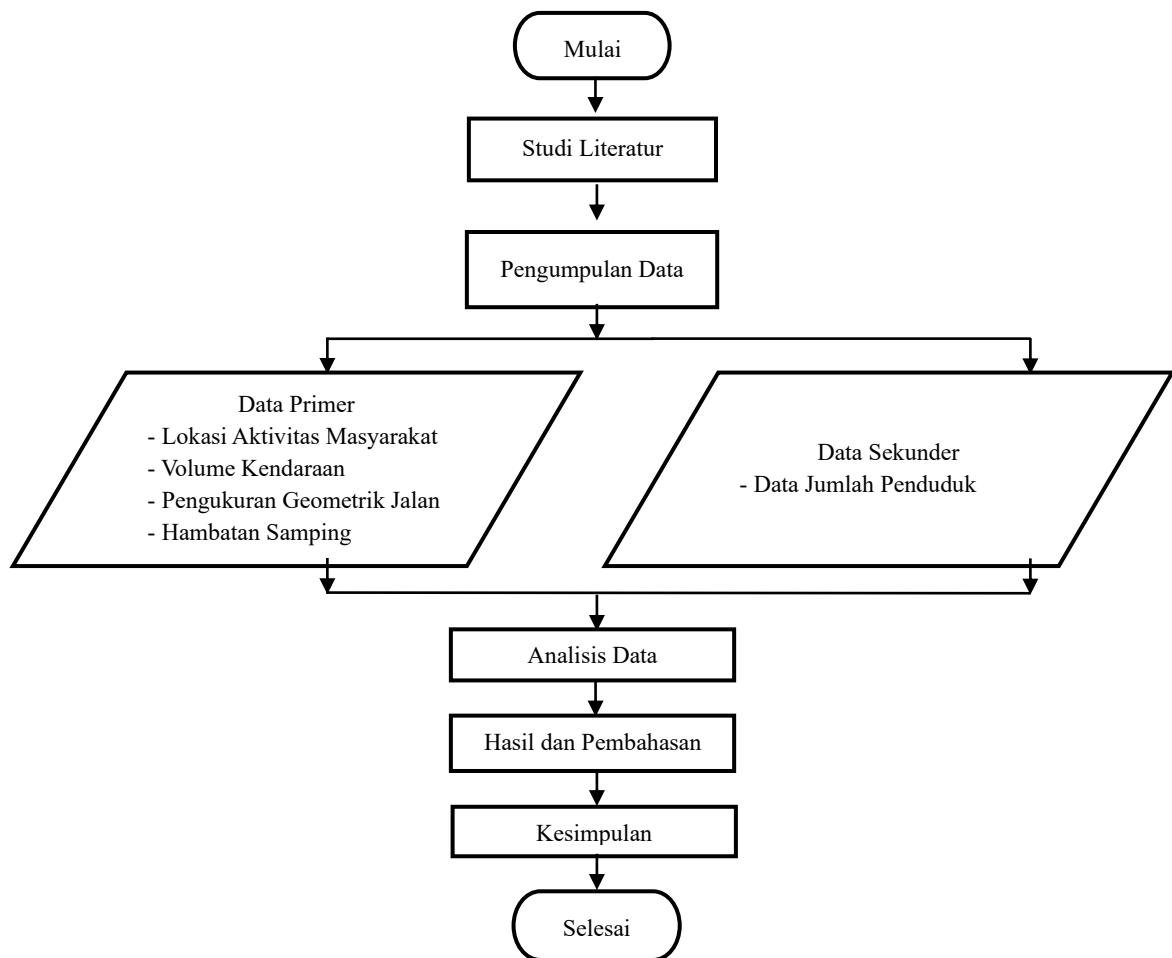 Mulai
Studi Literatur
Pengumpulan Data
Data Primer
- Lokasi Aktivitas Masyarakat
- Volume Kendaraan
- Pengukuran Geometrik Jalan
- Hambatan Samping
Data Sekunder
- Data Jumlah Penduduk
Analisis Data
Hasil dan Pembahasan
Kesimpulan
Selesai